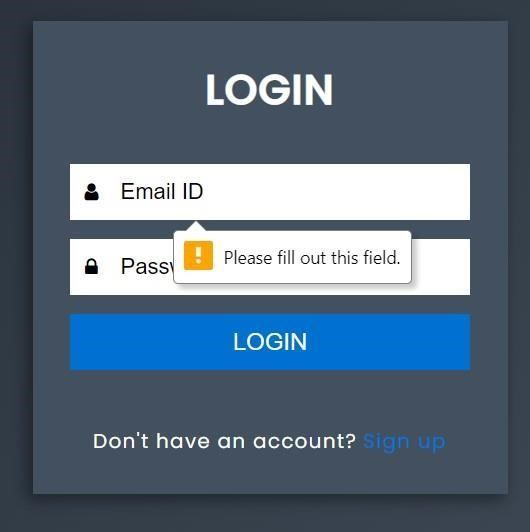 LOGIN
Email ID
Please fill out this field.
LOGIN
Don't have an account? Sign up